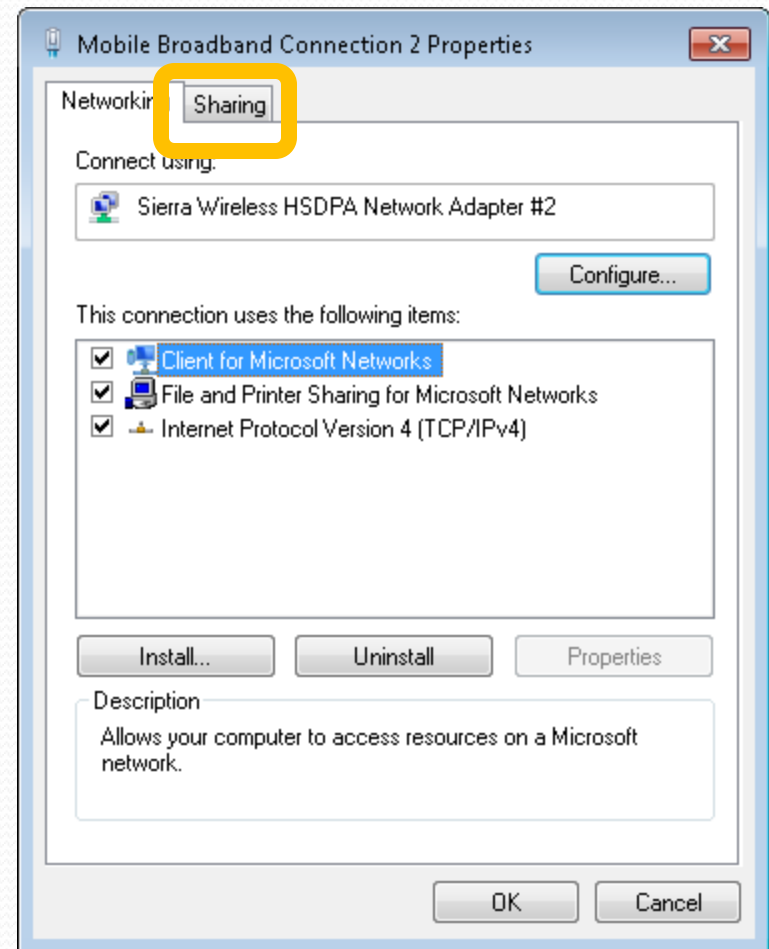 Mobile Broadband Connection 2 Properties
Networking Sharing
Connect using:
Sierra Wireless HSDPA Network Adapter #2
Configure...
This connection uses the following items:
Client for Microsoft Networks
File and Printer Sharing for Microsoft Networks
Internet Protocol Version 4 (TCP/IPv4)
Install... Uninstall Properties
Description
Allows your computer to access resources on a Microsoft
network.
OK Cancel